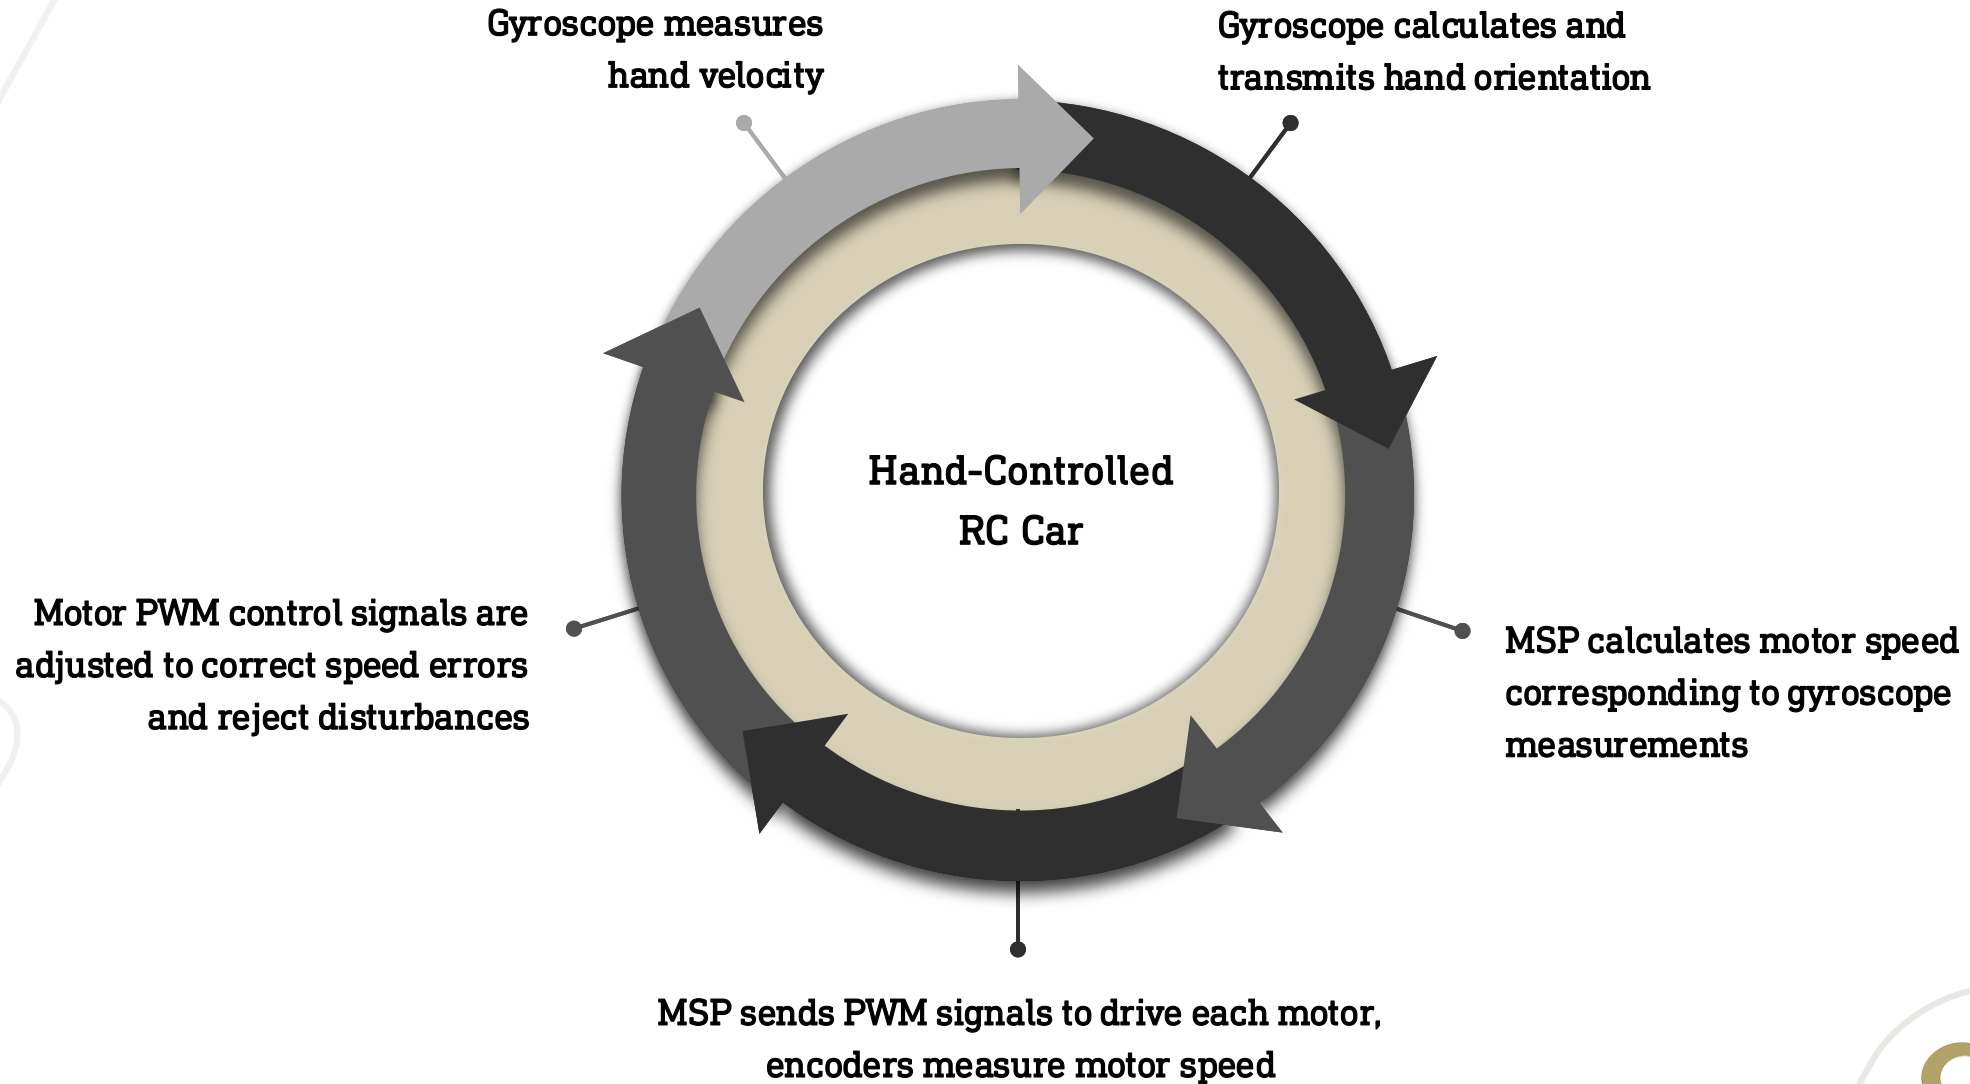 Gyroscope measures
hand velocity
Gyroscope calculates and
transmits hand orientation
Hand-Controlled
RC Car
MSP calculates motor speed
corresponding to gyroscope
measurements
MSP sends PWM signals to drive each motor,
encoders measure motor speed
Motor PWM control signals are
adjusted to correct speed errors
and reject disturbances